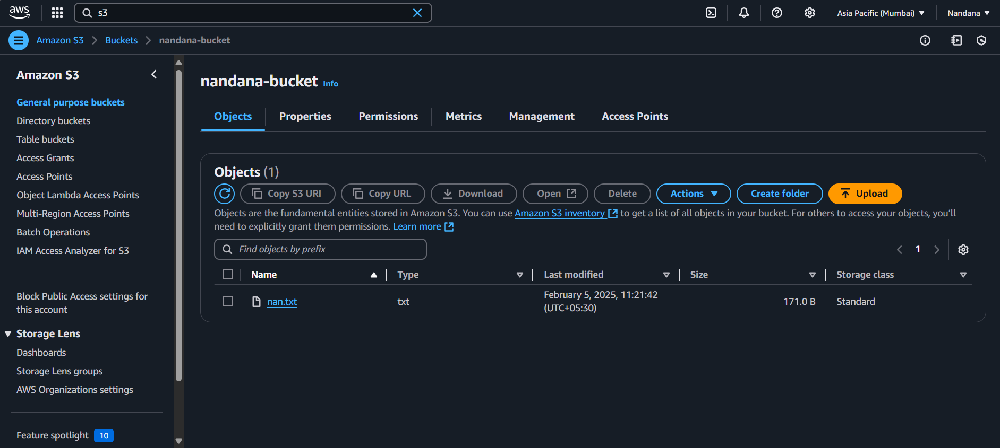 aws
s3
Asia Pacific (Mumbai)
Nandana
Amazon S3
Buckets
nandana-bucket
Amazon S3
General purpose buckets
Directory buckets
Table buckets
Access Grants
Access Points
Object Lambda Access Points
Multi-Region Access Points
Batch Operations
IAM Access Analyzer for S3
Block Public Access settings for
this account
Storage Lens
Dashboards
Storage Lens groups
AWS Organizations settings
Feature spotlight 10
nandana-bucket Info
Objects Properties Permissions Metrics Management Access Points
Objects (1)
Copy S3 URI Copy URL Download Open Delete Actions Create folder Upload
Objects are the fundamental entities stored in Amazon S3. You can use Amazon S3 inventory to get a list of all objects in your bucket. For others to access your objects, you’ll
need to explicitly grant them permissions. Learn more
Find objects by prefix
1
Name Type Last modified Size Storage class
nan.txt txt February 5, 2025, 11:21:42 171.0 B Standard
(UTC+05:30)